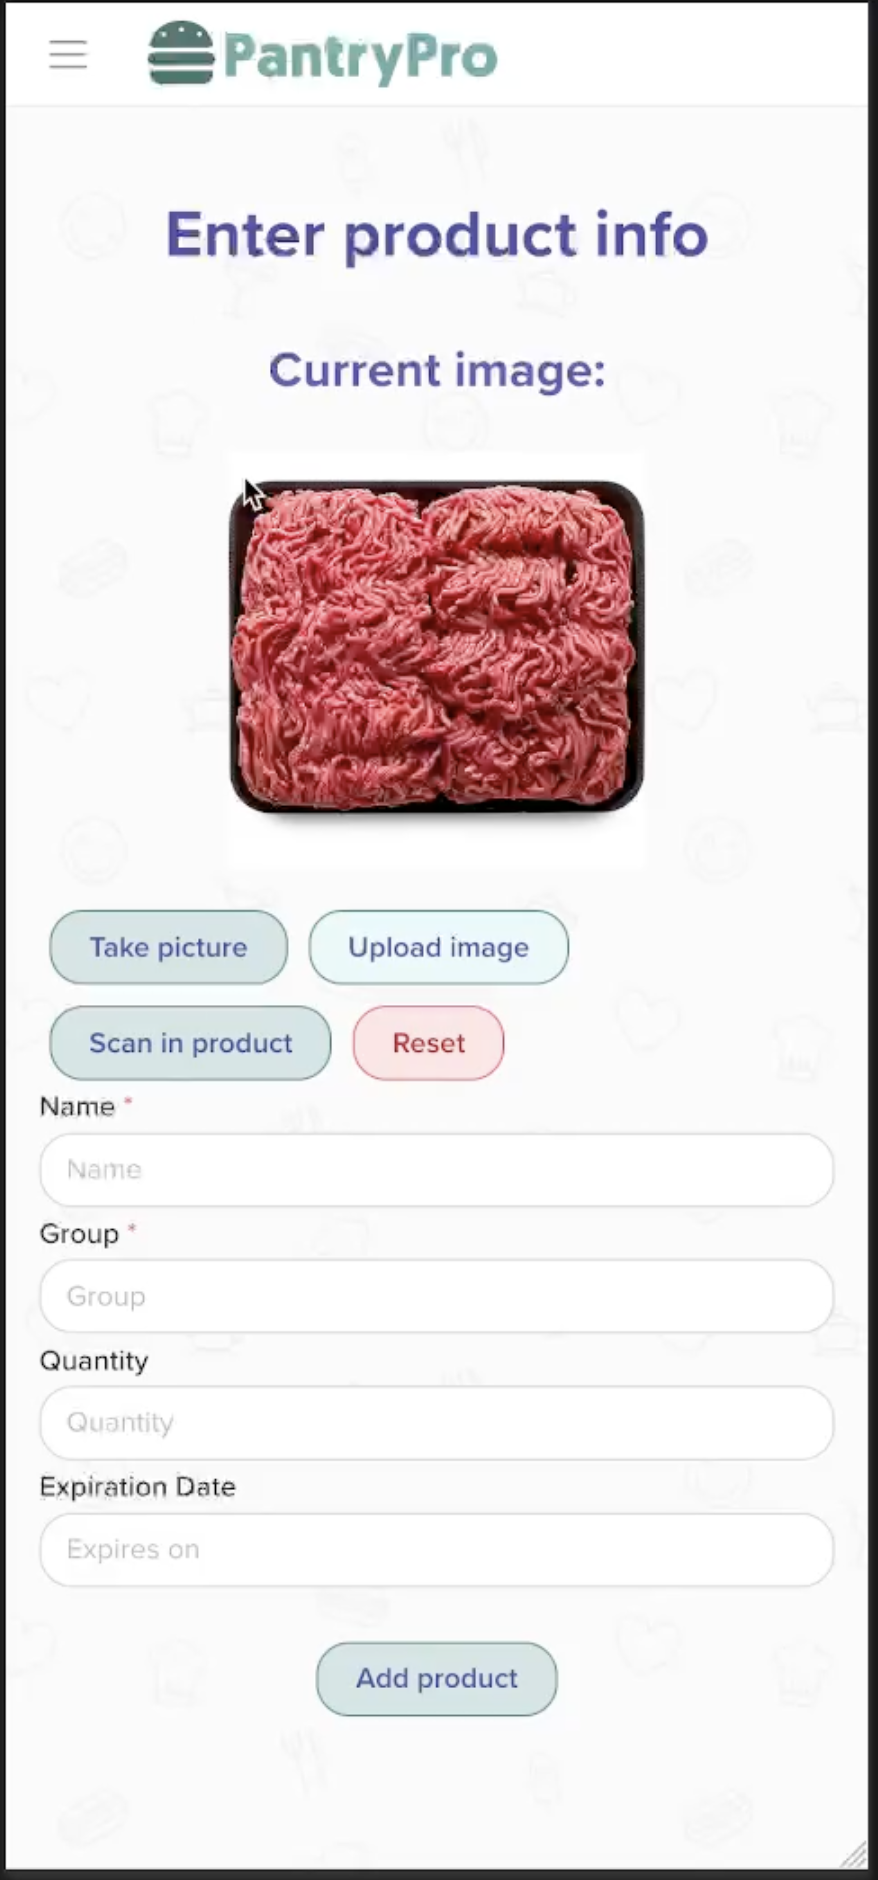 PantryPro
Enter product info
Current image:
Take picture
Upload image
Scan in product
Reset
Name *
Name
Group *
Group
Quantity
Quantity
Expiration Date
Expires on
Add product